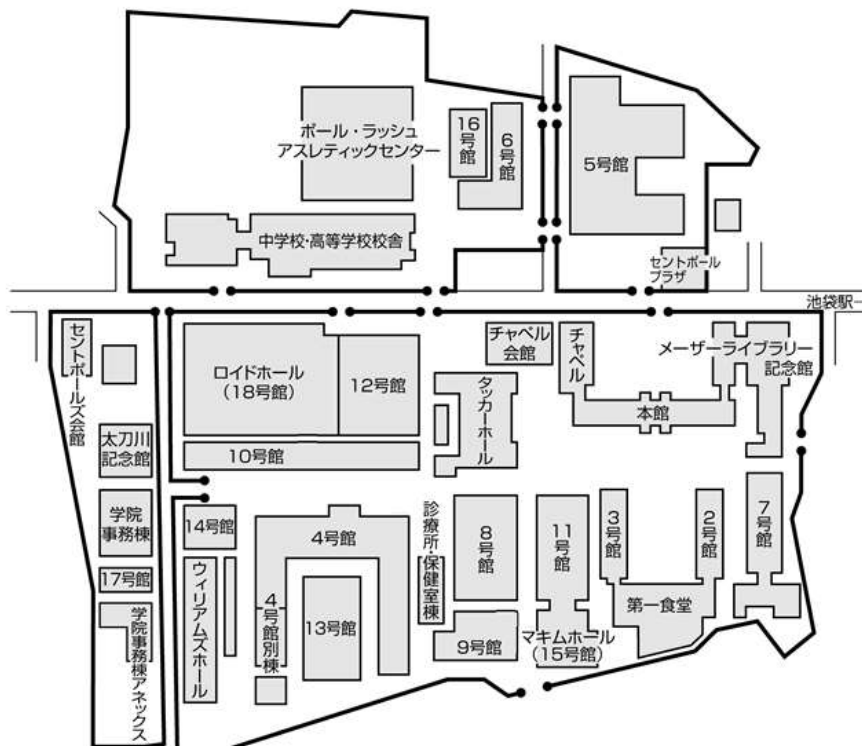 ポール・ラッシュ
アスレティックセンター
16号館
6号館
5号館
中学校・高等学校校舎
セントポール
プラザ
池袋駅→
セントポールズ会館
ロイドホール
(18号館)
12号館
チャペル
会館
チャペル
メーザーライブラリー
記念館
本館
タッカーホール
太刀川
記念館
10号館
学院
事務棟
14号館
4号館
診療所・保健室棟
8号館
11号館
3号館
2号館
7号館
17号館
ウィリアムズホール
4号館別棟
13号館
第一食堂
9号館
マキムホール
(15号館)
学院事務棟アネックス